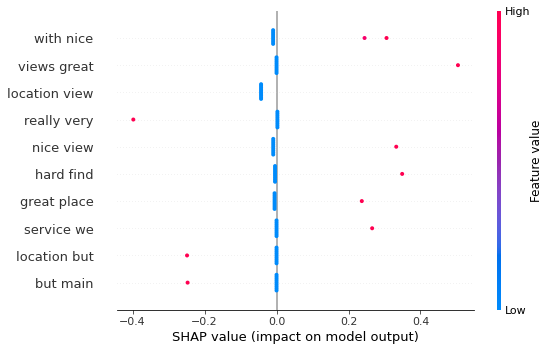 High
with nice
views great
location view
really very
nice view
hard find
great place
service we
location but
but main
Feature value
Low
−0.4 −0.2 0.0 0.2 0.4
SHAP value (impact on model output)